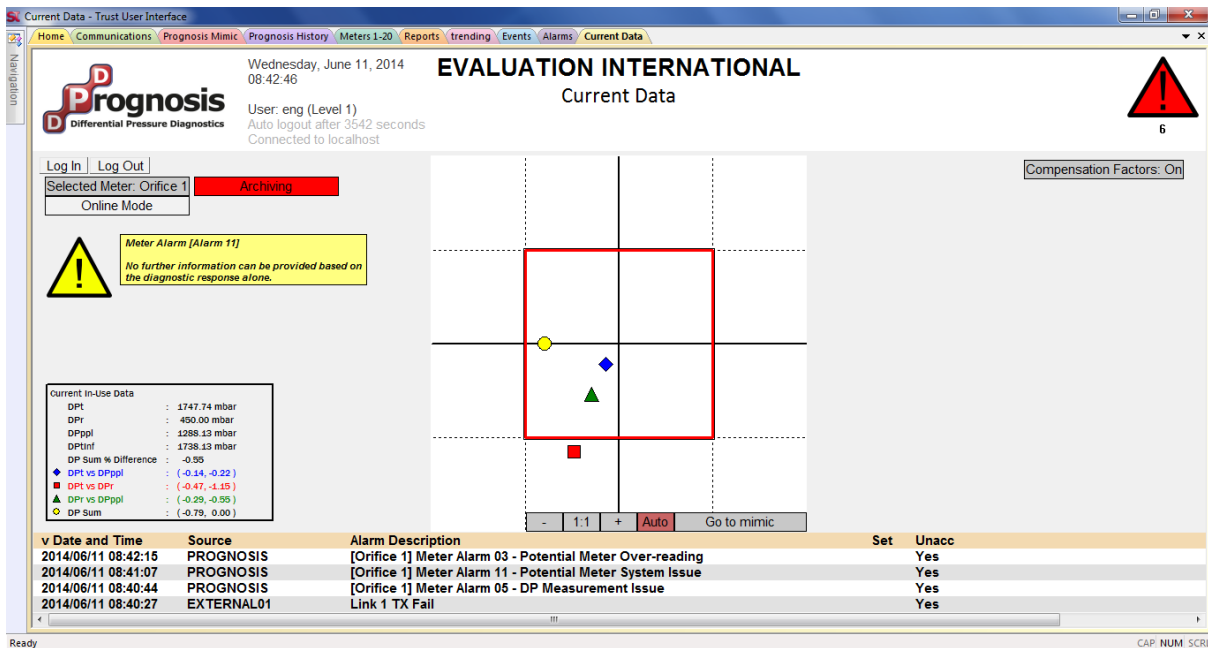 Current Data - Trust User Interface
Home Communications Prognosis Mimic Prognosis History Meters 1-20 Reports trending Events Alarms Current Data
Navigation
D
Prognosis
D Differential Pressure Diagnostics
Wednesday, June 11, 2014
08:42:46
User: eng (Level 1)
Auto logout after 3542 seconds
Connected to localhost
EVALUATION INTERNATIONAL
Current Data
!
6
Log In Log Out
Selected Meter: Orifice 1 Archiving
Online Mode
Compensation Factors: On
!
Meter Alarm [Alarm 11]
No further information can be provided based on
the diagnostic response alone.
Current In-Use Data
DPt : 1747.74 mbar
DPr : 450.00 mbar
DPppl : 1288.13 mbar
DPtinf : 1738.13 mbar
DP Sum % Difference : -0.55
DPt vs DPppl : (-0.14, -0.22 )
DPt vs DPr : (-0.47, -1.15 )
DPr vs DPppl : (-0.29, -0.55 )
DP Sum : (-0.79, 0.00 )
- 1:1 + Auto Go to mimic
v Date and Time Source Alarm Description Set Unacc
2014/06/11 08:42:15 PROGNOSIS [Orifice 1] Meter Alarm 03 - Potential Meter Over-reading Yes
2014/06/11 08:41:07 PROGNOSIS [Orifice 1] Meter Alarm 11 - Potential Meter System Issue Yes
2014/06/11 08:40:44 PROGNOSIS [Orifice 1] Meter Alarm 05 - DP Measurement Issue Yes
2014/06/11 08:40:27 EXTERNAL01 Link 1 TX Fail Yes
Ready CAP NUM SCRL